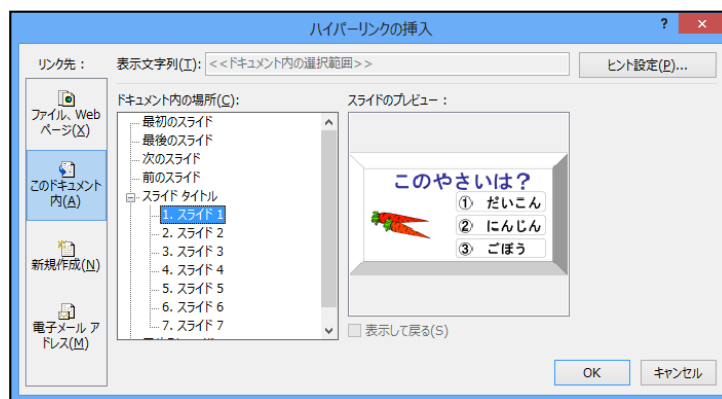 ハイパーリンクの挿入
?
×
リンク先：
表示文字列(T)：
<<ドキュメント内の選択範囲>>
ヒント設定(P)...
ファイル、Web
ページ(X)
このドキュメント
内(A)
新規作成(N)
電子メール ア
ドレス(M)
ドキュメント内の場所(C)：
最初のスライド
最後のスライド
次のスライド
前のスライド
スライド タイトル
1. スライド 1
2. スライド 2
3. スライド 3
4. スライド 4
5. スライド 5
6. スライド 6
7. スライド 7
スライドのプレビュー：
このやさいは？
① だいこん
② にんじん
③ ごぼう
表示して戻る(S)
OK
キャンセル